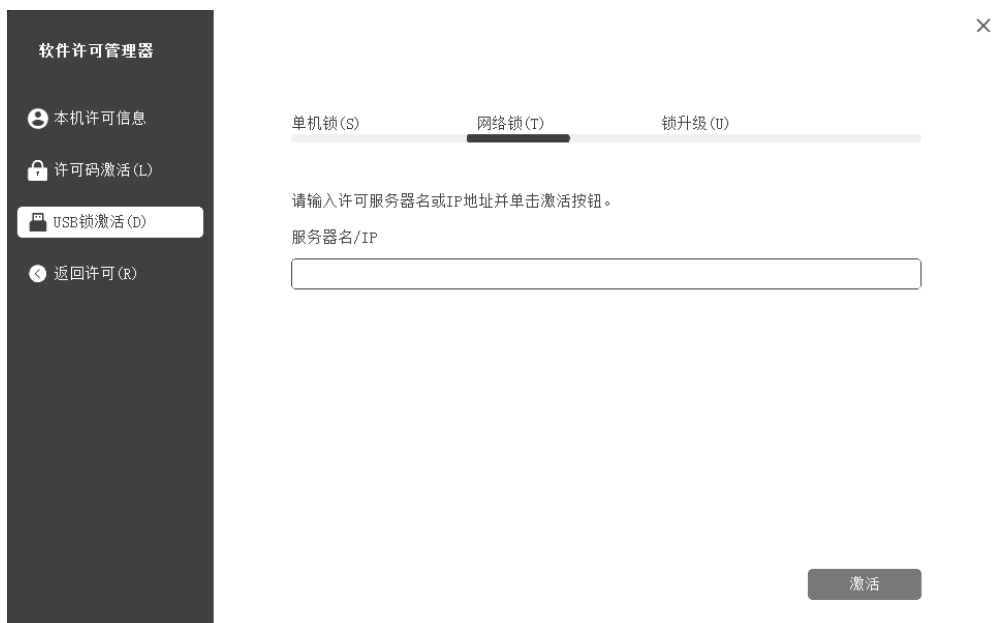 软件许可管理器
本机许可信息
许可码激活(L)
USB锁激活(D)
返回许可(R)
单机锁(S)
网络锁(T)
锁升级(U)
请输入许可服务器名或IP地址并单击激活按钮。
服务器名/IP
激活